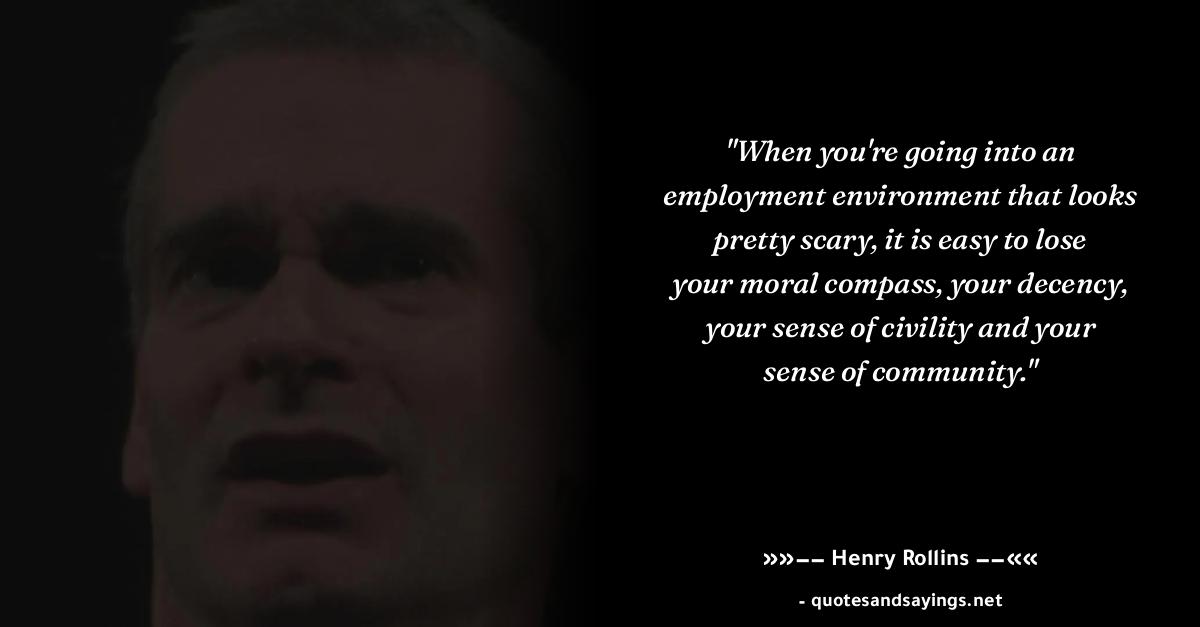 "When you're going into an
employment environment that looks
pretty scary, it is easy to lose
your moral compass, your decency,
your sense of civility and your
sense of community."
»»−− Henry Rollins −−««
- quotesandsayings.net